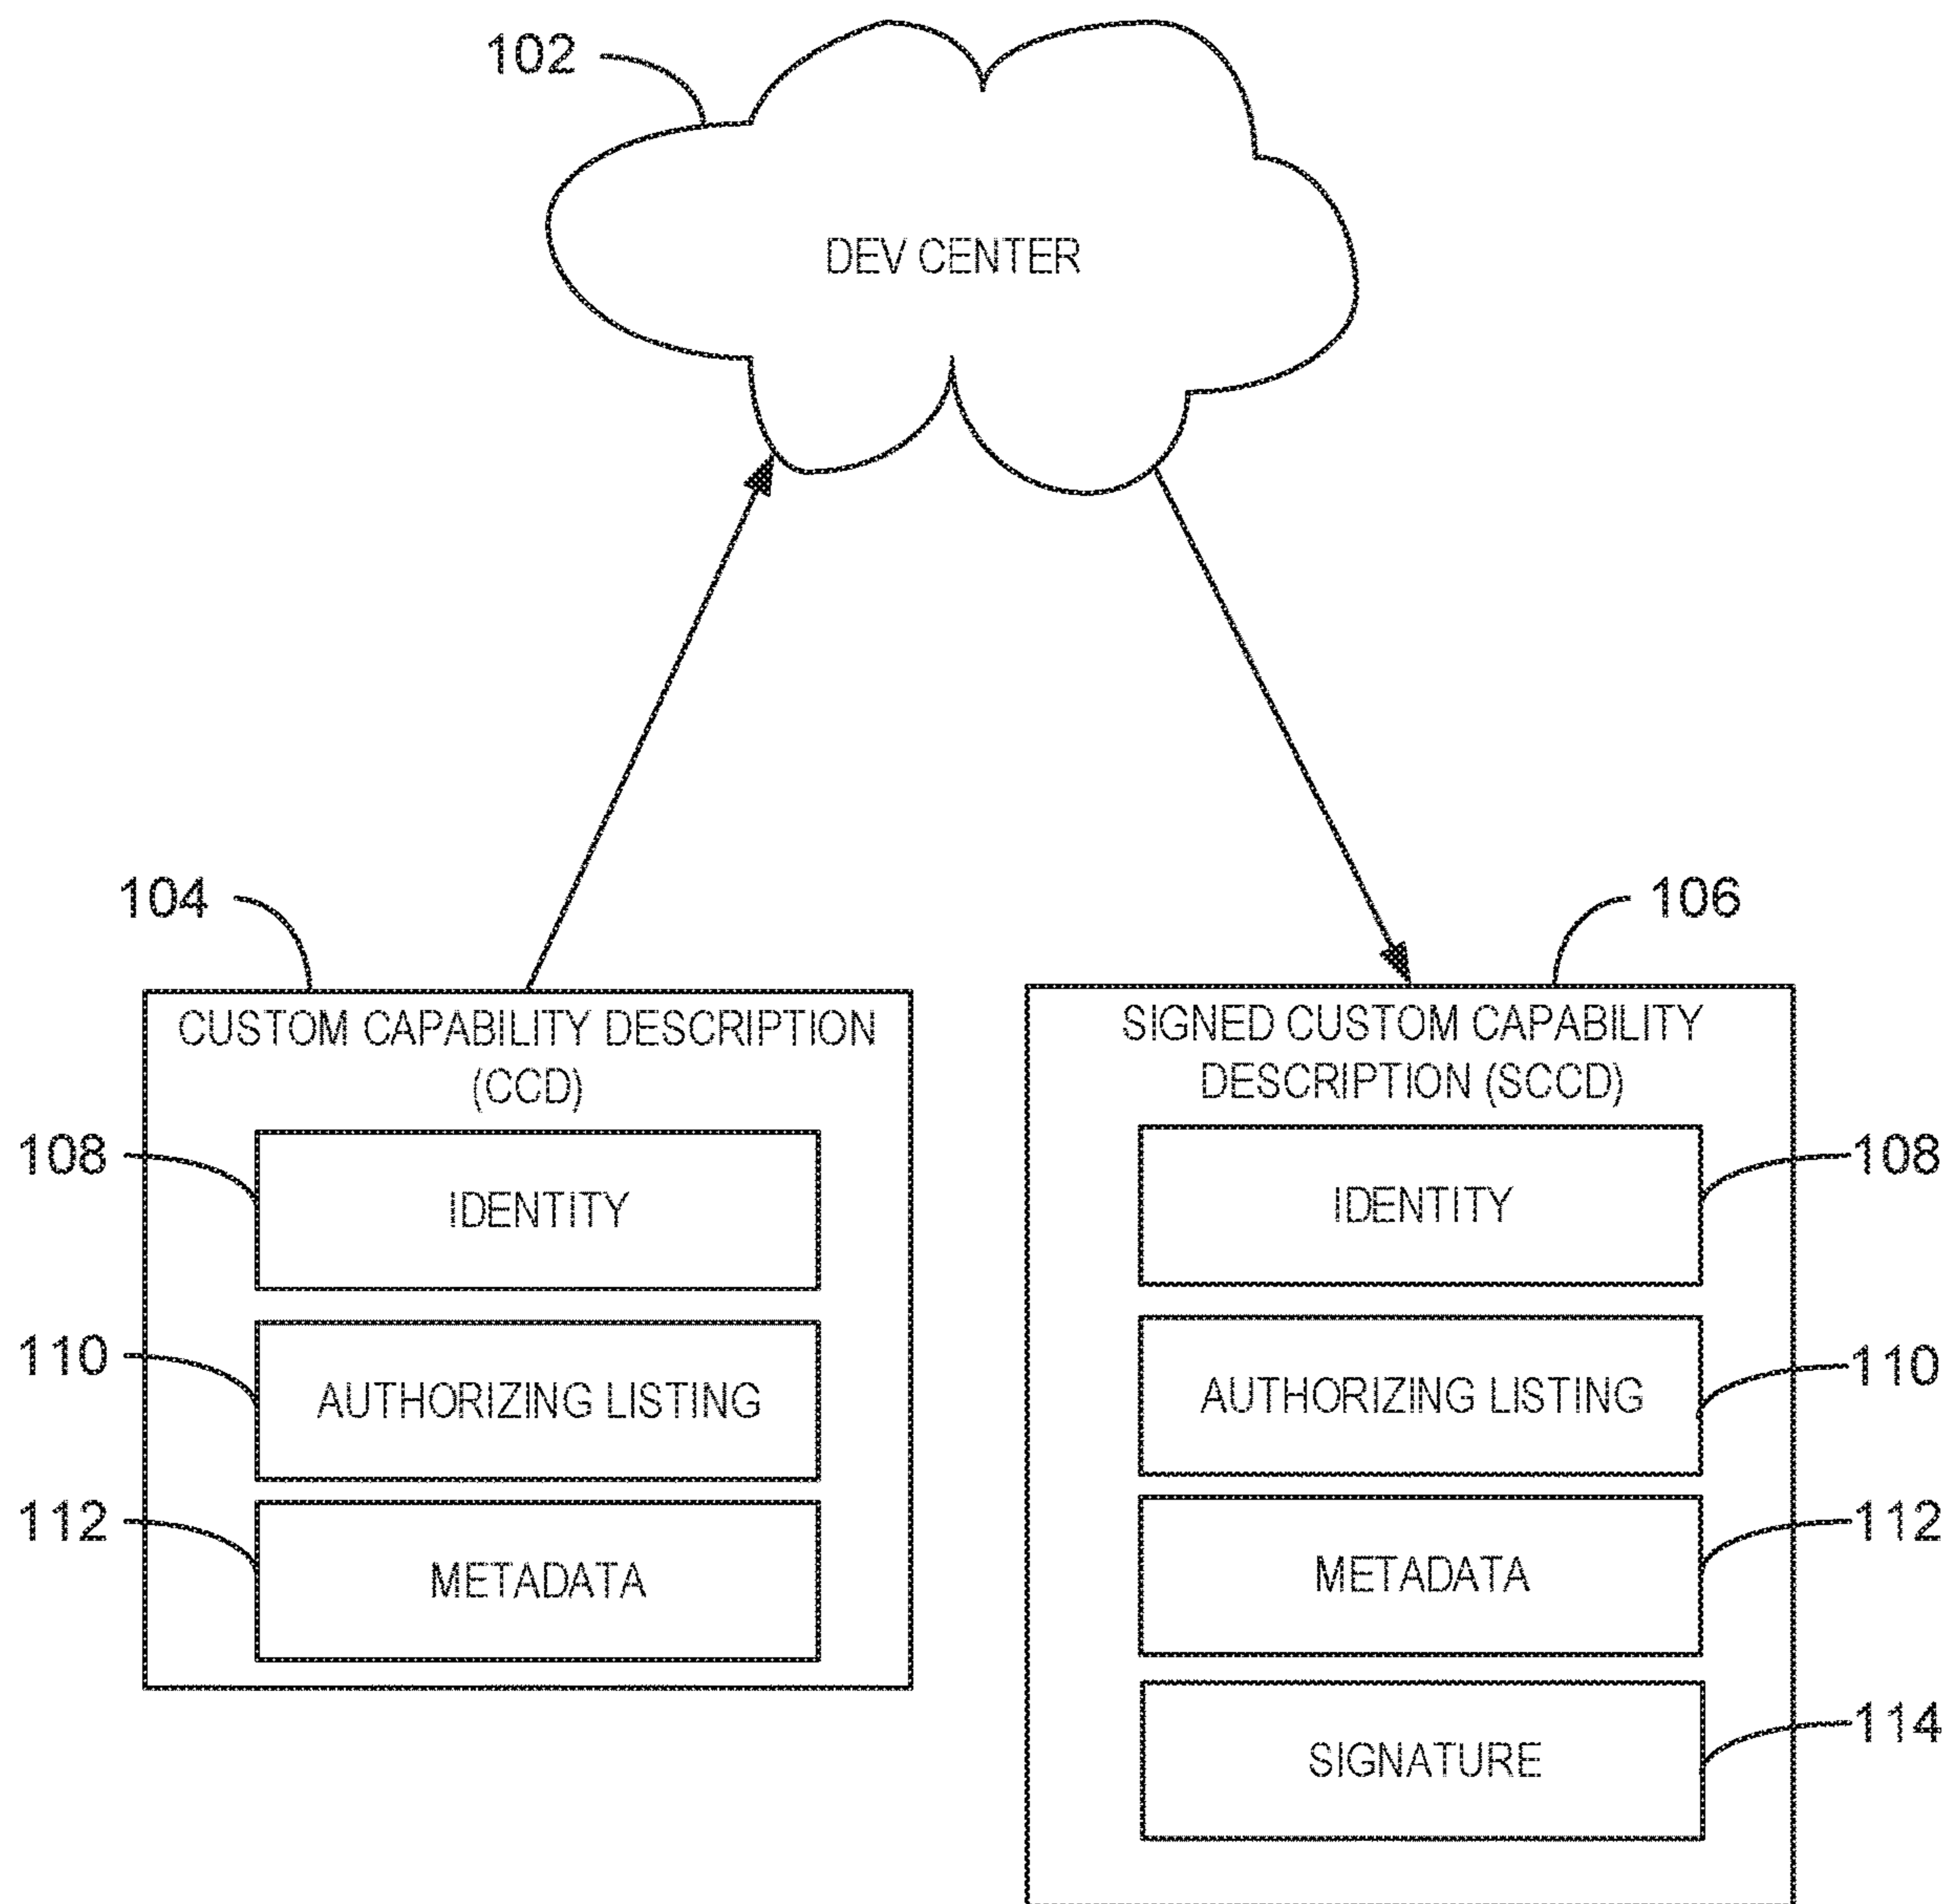 102
DEV CENTER
104
106
CUSTOM CAPABILITY DESCRIPTION
(CCD)
108
IDENTITY
110
AUTHORIZING LISTING
112
METADATA
SIGNED CUSTOM CAPABILITY
DESCRIPTION (SCCD)
IDENTITY
108
AUTHORIZING LISTING
110
METADATA
112
SIGNATURE
114